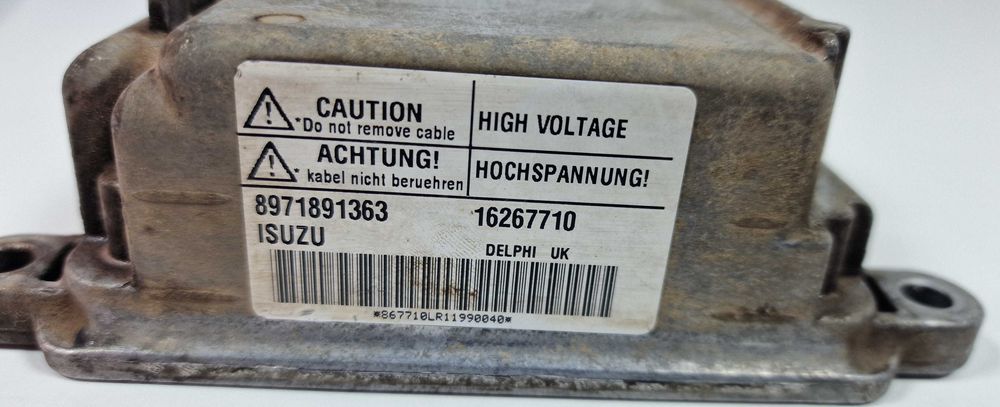 CAUTION
*Do not remove cable
HIGH VOLTAGE
ACHTUNG!
* kabel nicht beruehren
HOCHSPANNUNG!
8971891363
16267710
ISUZU
DELPHI UK
*867710LR11990040*